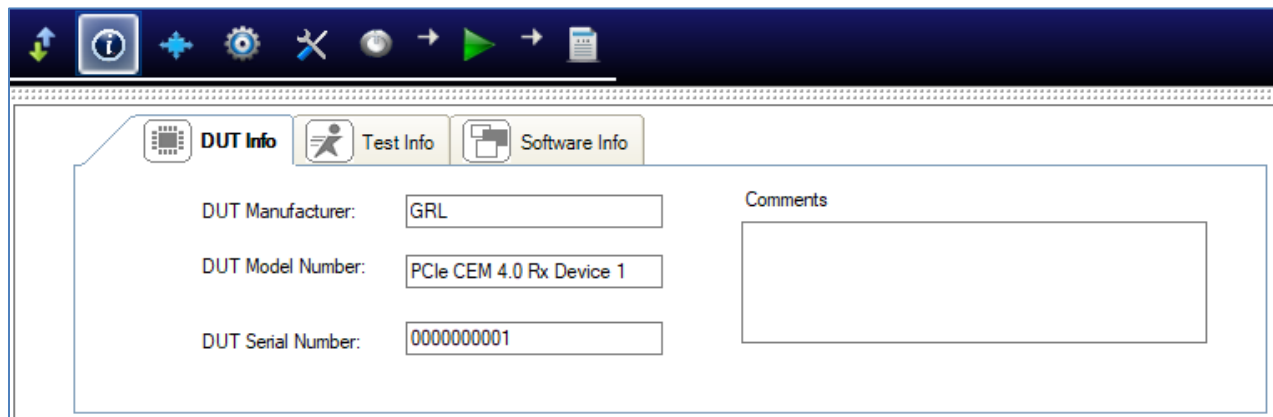 DUT Info Test Info Software Info
DUT Manufacturer: GRL
Comments
DUT Model Number: PCIe CEM 4.0 Rx Device 1
DUT Serial Number: 0000000001